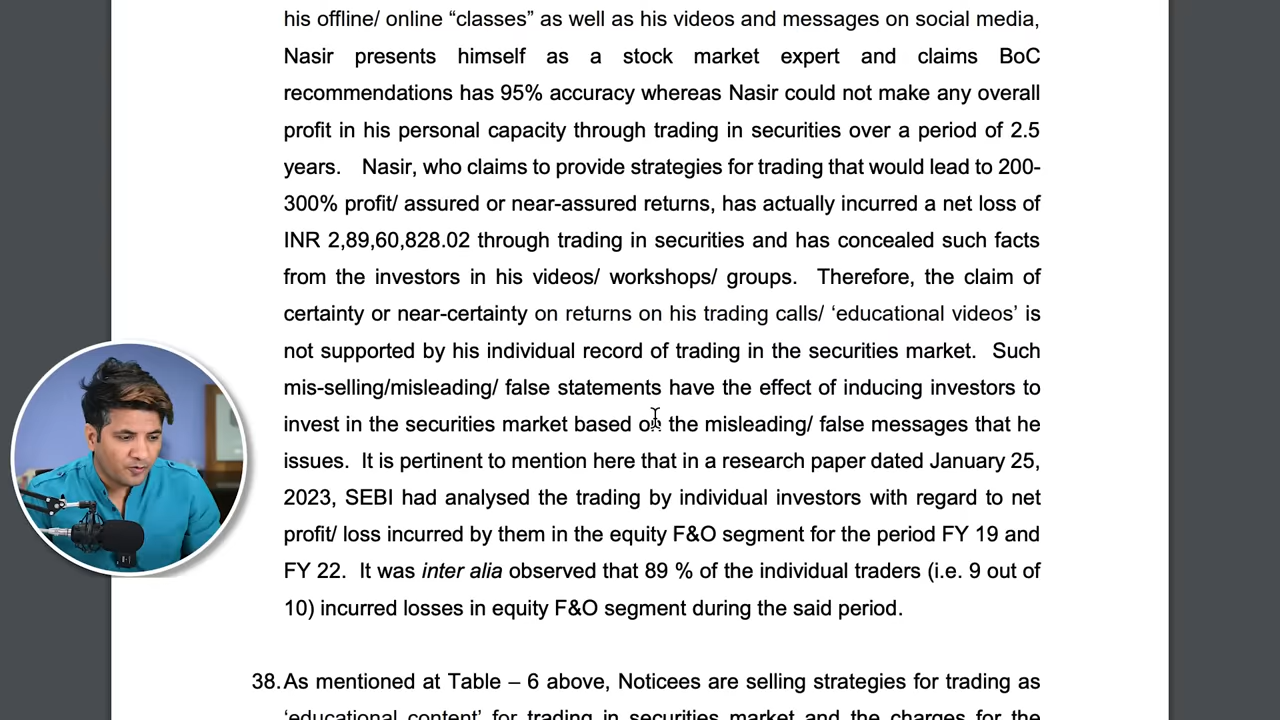 his offline/ online “classes” as well as his videos and messages on social media,
Nasir presents himself as a stock market expert and claims BoC
recommendations has 95% accuracy whereas Nasir could not make any overall
profit in his personal capacity through trading in securities over a period of 2.5
years. Nasir, who claims to provide strategies for trading that would lead to 200-
300% profit/ assured or near-assured returns, has actually incurred a net loss of
INR 2,89,60,828.02 through trading in securities and has concealed such facts
from the investors in his videos/ workshops/ groups. Therefore, the claim of
certainty or near-certainty on returns on his trading calls/ ‘educational videos’ is
not supported by his individual record of trading in the securities market. Such
mis-selling/misleading/ false statements have the effect of inducing investors to
invest in the securities market based on the misleading/ false messages that he
issues. It is pertinent to mention here that in a research paper dated January 25,
2023, SEBI had analysed the trading by individual investors with regard to net
profit/ loss incurred by them in the equity F&O segment for the period FY 19 and
FY 22. It was inter alia observed that 89 % of the individual traders (i.e. 9 out of
10) incurred losses in equity F&O segment during the said period.
38. As mentioned at Table – 6 above, Noticees are selling strategies for trading as
‘educational content’ for trading in securities market and the charges for the